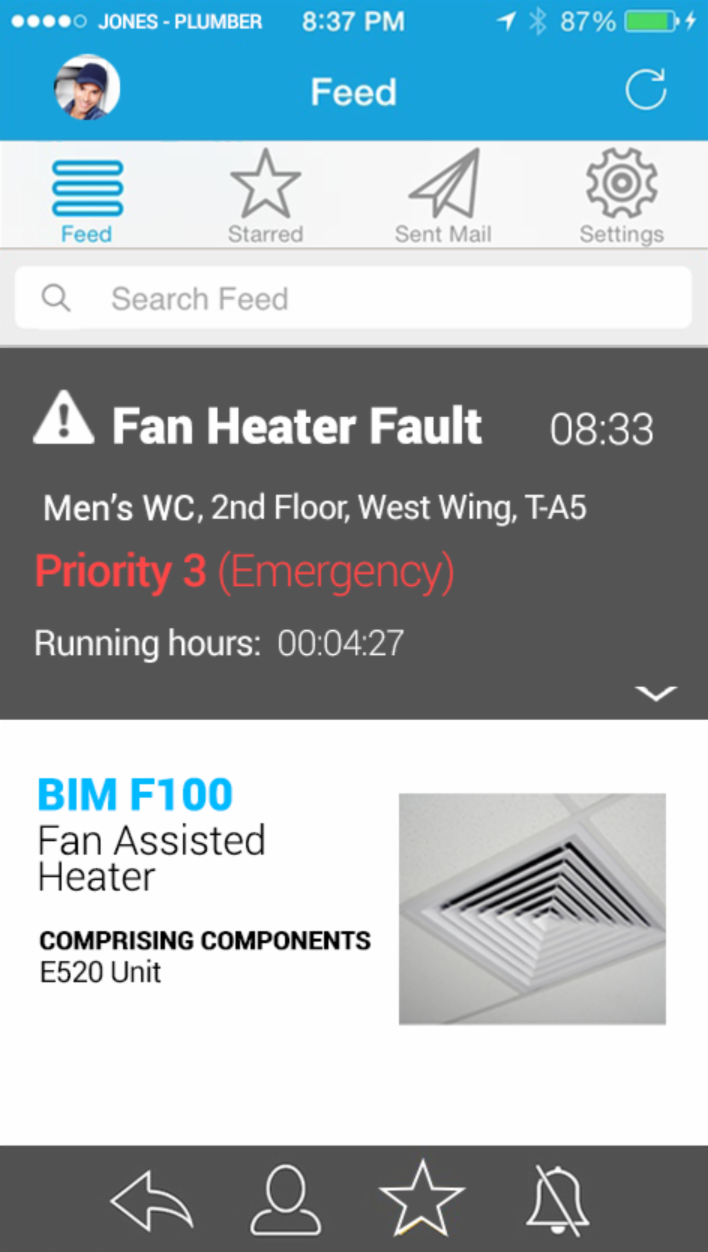 JONES - PLUMBER 8:37 PM 87%
Feed
Feed Starred Sent Mail Settings
Search Feed
Fan Heater Fault 08:33
Men's WC, 2nd Floor, West Wing, T-A5
Priority 3 (Emergency)
Running hours: 00:04:27
BIM F100
Fan Assisted
Heater
COMPRISING COMPONENTS
E520 Unit